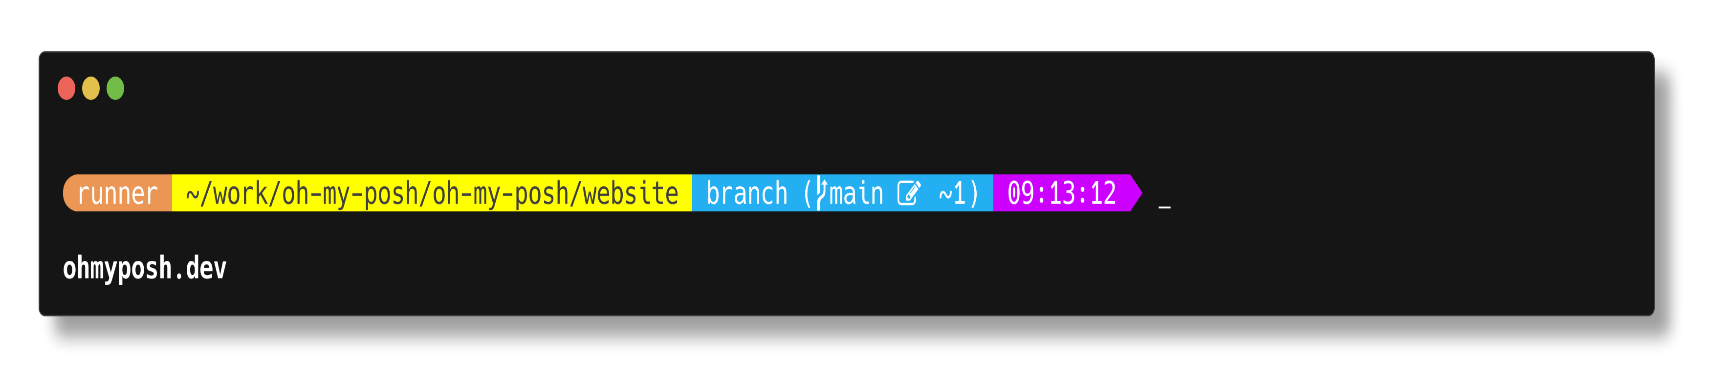 runner ~/work/oh-my-posh/oh-my-posh/website branch (main ~1) 09:13:12 _
ohmyposh.dev